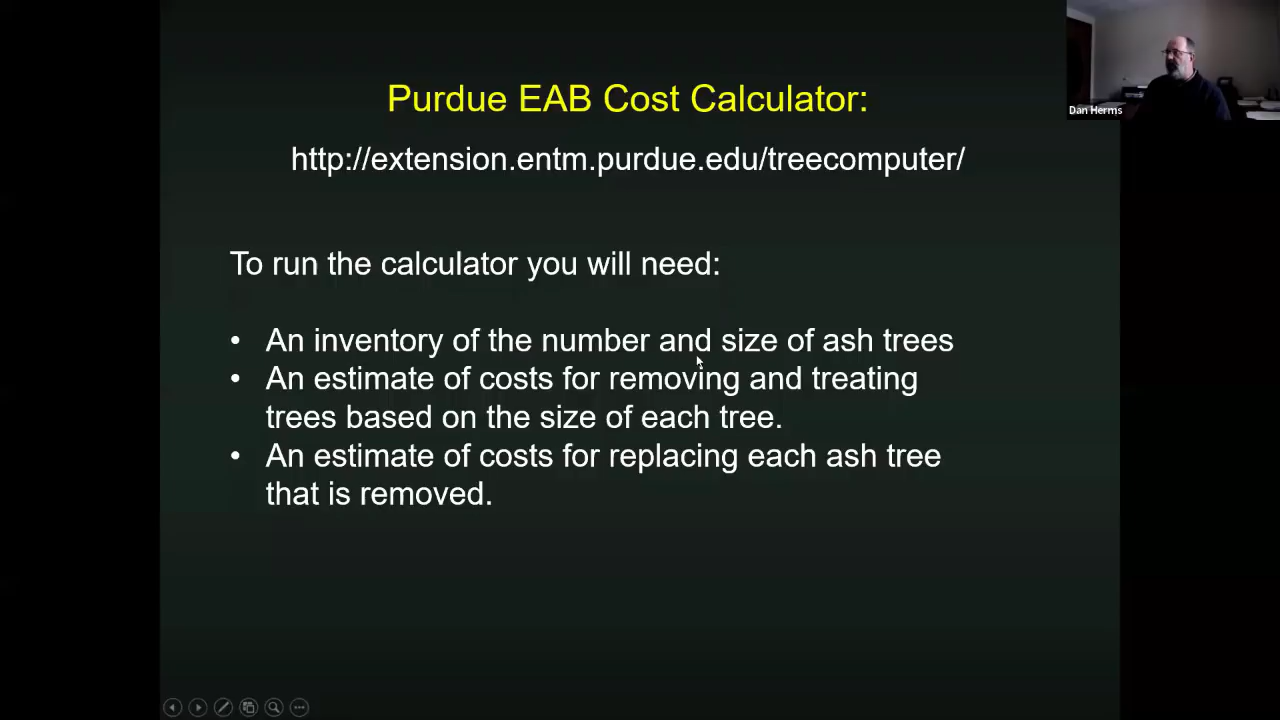 Purdue EAB Cost Calculator:
http://extension.entm.purdue.edu/treecomputer/
To run the calculator you will need:
• An inventory of the number and size of ash trees
• An estimate of costs for removing and treating
trees based on the size of each tree.
• An estimate of costs for replacing each ash tree
that is removed.
Dan Herms